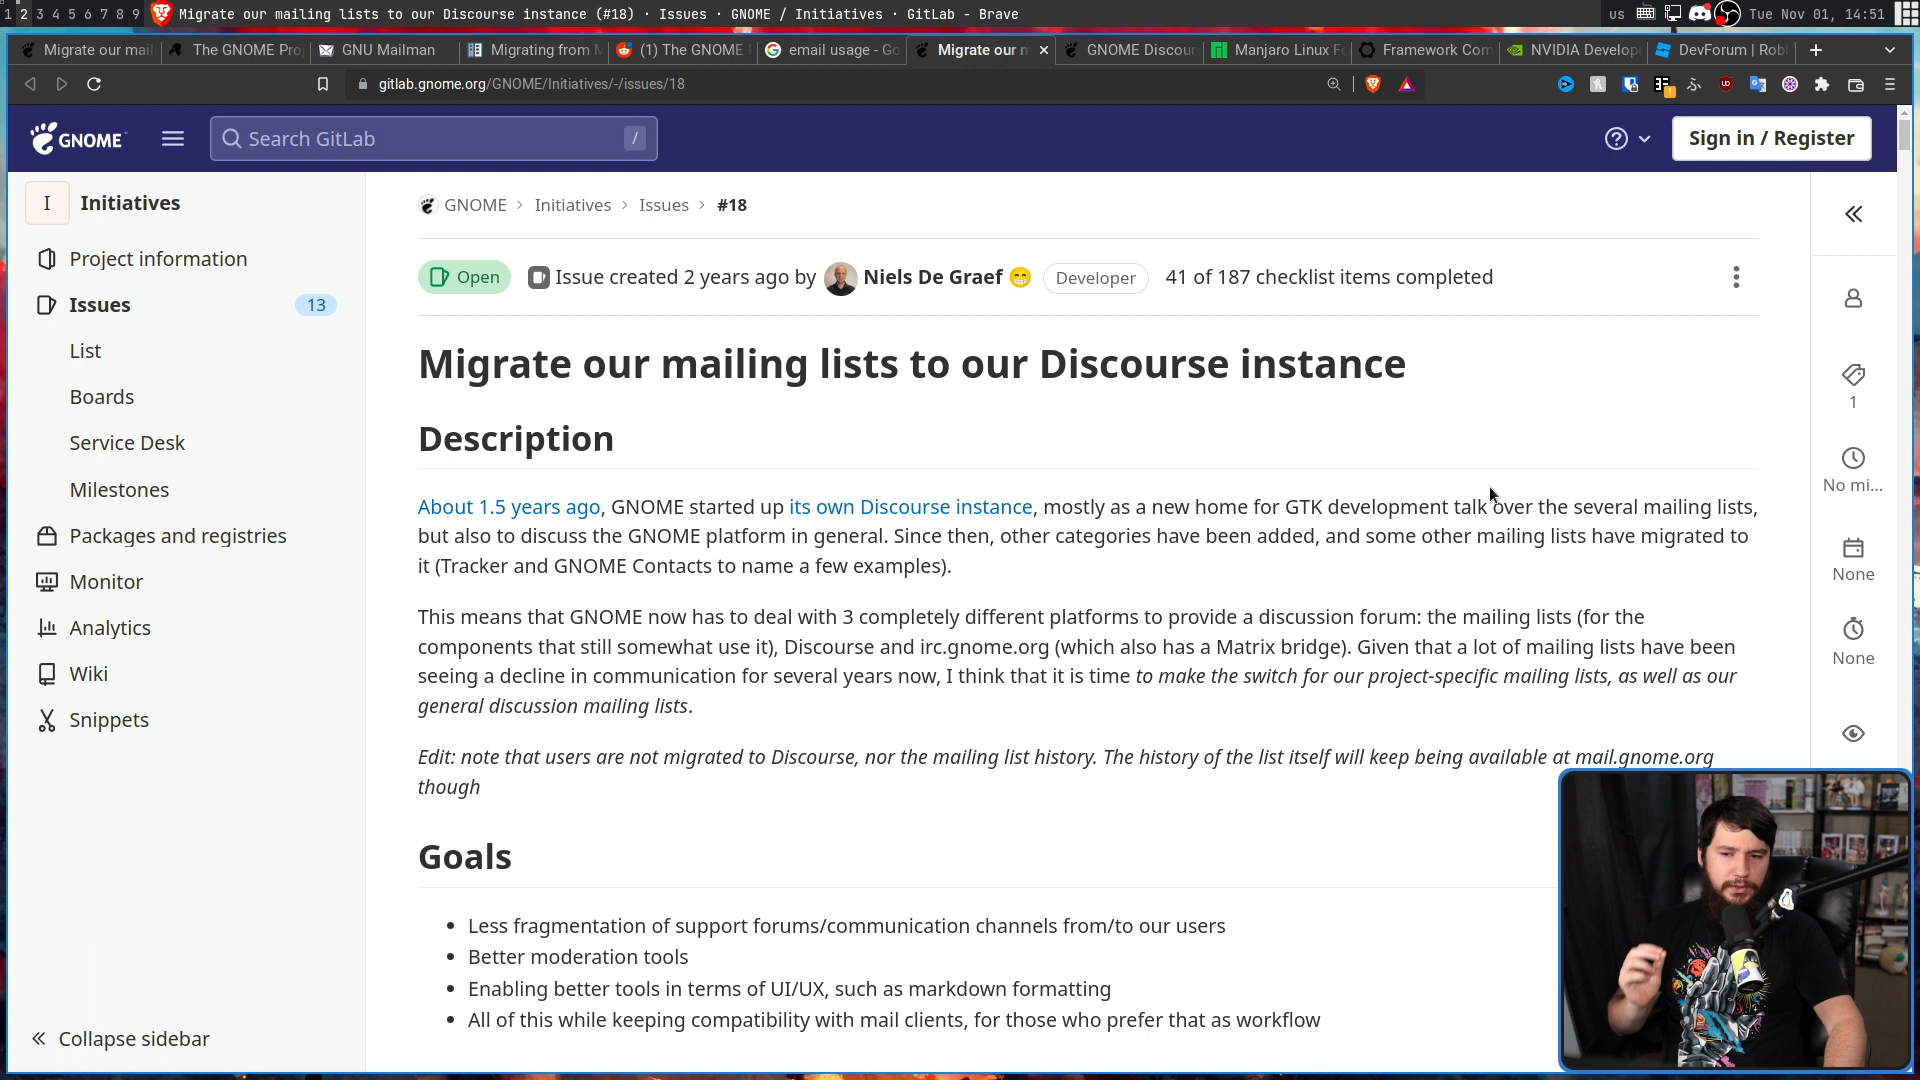 1 2 3 4 5 6 7 8 9 Migrate our mailing lists to our Discourse instance (#18) · Issues · GNOME / Initiatives · GitLab - Brave us Tue Nov 01, 14:51
Migrate our mail The GNOME Pro GNU Mailman Migrating from M (1) The GNOME email usage - Go Migrate our m GNOME Discour Manjaro Linux Fo Framework Com NVIDIA Develop DevForum | Robl
gitlab.gnome.org/GNOME/Initiatives/-/issues/18
GNOME Search GitLab / Sign in / Register
I Initiatives
Project information
Issues 13
List
Boards
Service Desk
Milestones
Packages and registries
Monitor
Analytics
Wiki
Snippets
Collapse sidebar
GNOME > Initiatives > Issues > #18
Open Issue created 2 years ago by Niels De Graef Developer 41 of 187 checklist items completed
Migrate our mailing lists to our Discourse instance
Description
About 1.5 years ago, GNOME started up its own Discourse instance, mostly as a new home for GTK development talk over the several mailing lists,
but also to discuss the GNOME platform in general. Since then, other categories have been added, and some other mailing lists have migrated to
it (Tracker and GNOME Contacts to name a few examples).
This means that GNOME now has to deal with 3 completely different platforms to provide a discussion forum: the mailing lists (for the
components that still somewhat use it), Discourse and irc.gnome.org (which also has a Matrix bridge). Given that a lot of mailing lists have been
seeing a decline in communication for several years now, I think that it is time to make the switch for our project-specific mailing lists, as well as our
general discussion mailing lists.
Edit: note that users are not migrated to Discourse, nor the mailing list history. The history of the list itself will keep being available at mail.gnome.org
though
Goals
• Less fragmentation of support forums/communication channels from/to our users
• Better moderation tools
• Enabling better tools in terms of UI/UX, such as markdown formatting
• All of this while keeping compatibility with mail clients, for those who prefer that as workflow
1
No mi...
None
None